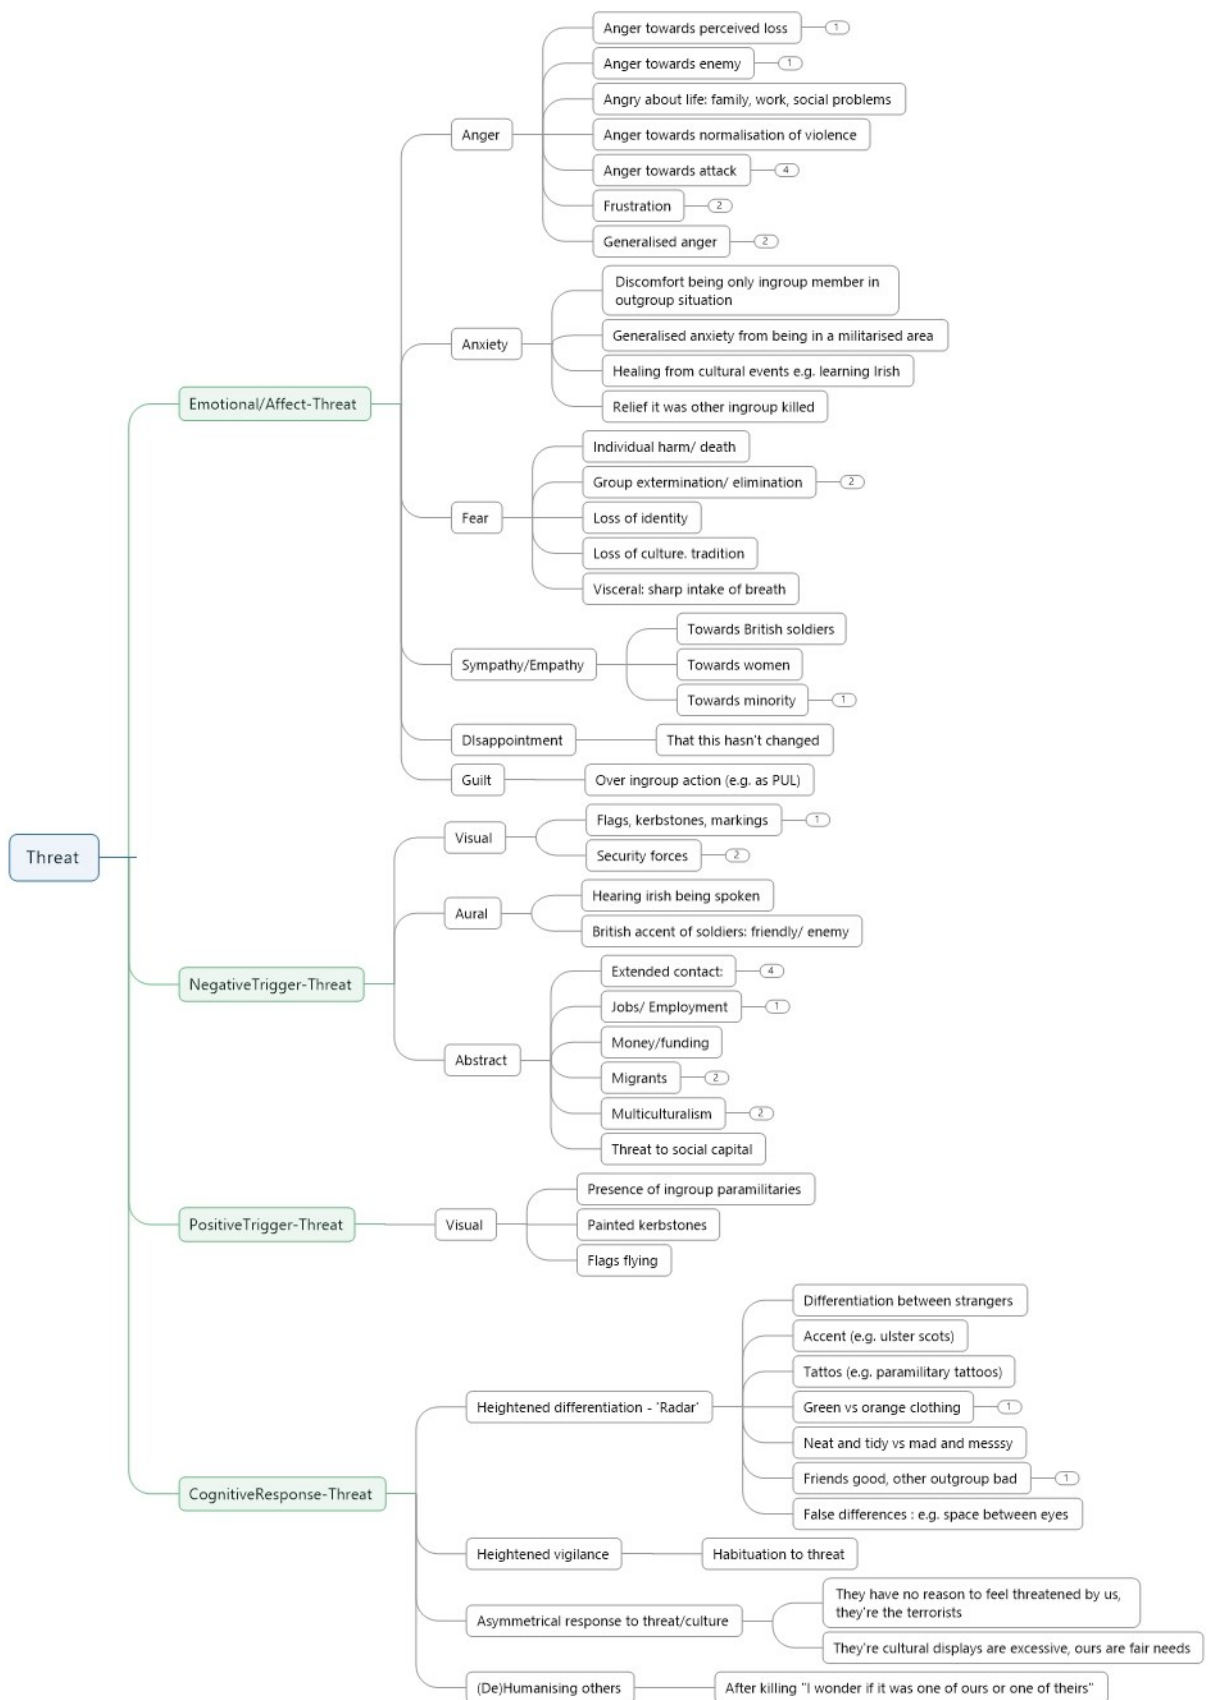 Threat
Emotional/Affect-Threat
Anger
Anger towards perceived loss
1
Anger towards enemy
1
Angry about life: family, work, social problems
Anger towards normalisation of violence
Anger towards attack
4
Frustration
2
Generalised anger
2
Anxiety
Discomfort being only ingroup member in
outgroup situation
Generalised anxiety from being in a militarised area
Healing from cultural events e.g. learning Irish
Relief it was other ingroup killed
Fear
Individual harm/ death
Group extermination/ elimination
2
Loss of identity
Loss of culture. tradition
Visceral: sharp intake of breath
Sympathy/Empathy
Towards British soldiers
Towards women
Towards minority
1
DIsappointment
That this hasn't changed
Guilt
Over ingroup action (e.g. as PUL)
NegativeTrigger-Threat
Visual
Flags, kerbstones, markings
1
Security forces
2
Aural
Hearing irish being spoken
British accent of soldiers: friendly/ enemy
Abstract
Extended contact:
4
Jobs/ Employment
1
Money/funding
Migrants
2
Multiculturalism
2
Threat to social capital
PositiveTrigger-Threat
Visual
Presence of ingroup paramilitaries
Painted kerbstones
Flags flying
CognitiveResponse-Threat
Heightened differentiation - 'Radar'
Differentiation between strangers
Accent (e.g. ulster scots)
Tattos (e.g. paramilitary tattoos)
Green vs orange clothing
1
Neat and tidy vs mad and messsy
Friends good, other outgroup bad
1
False differences : e.g. space between eyes
Heightened vigilance
Habituation to threat
Asymmetrical response to threat/culture
They have no reason to feel threatened by us,
they're the terrorists
They're cultural displays are excessive, ours are fair needs
(De)Humanising others
After killing "I wonder if it was one of ours or one of theirs"